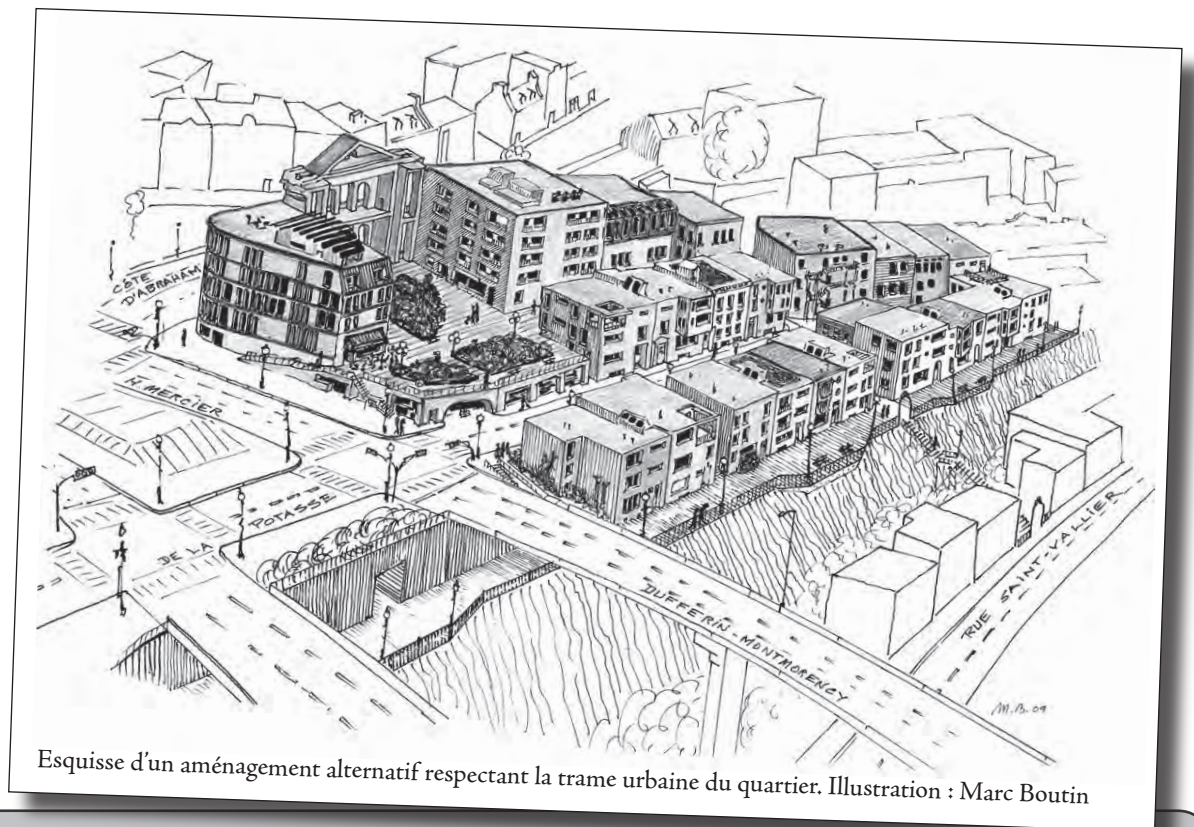 CÔTE
D'ABRAHAM
H. MERCIER
POTASSE
DE LA
DUFFERIN-MONTMORENCY
RUE SAINT-VALLIER
M.B. 09
Esquisse d'un aménagement alternatif respectant la trame urbaine du quartier. Illustration : Marc Boutin